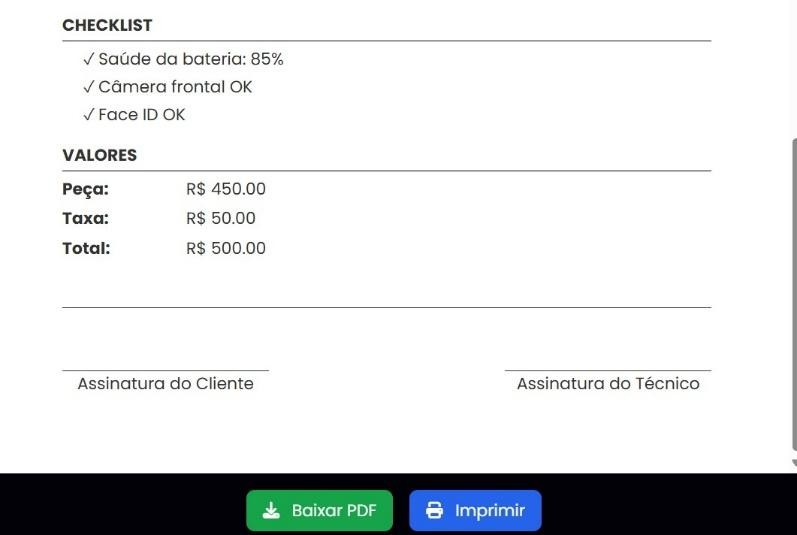 CHECKLIST
✓ Saúde da bateria: 85%
✓ Câmera frontal OK
✓ Face ID OK
VALORES
Peça: R$ 450.00
Taxa: R$ 50.00
Total: R$ 500.00
Assinatura do Cliente Assinatura do Técnico
Baixar PDF Imprimir